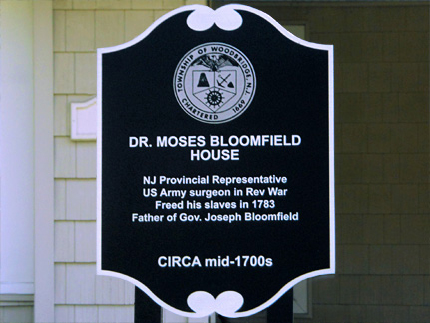 TOWNSHIP OF WOODBRIDGE, N.J.
CHARTERED 1669
DR. MOSES BLOOMFIELD
HOUSE
NJ Provincial Representative
US Army surgeon in Rev War
Freed his slaves in 1783
Father of Gov. Joseph Bloomfield
CIRCA mid-1700s